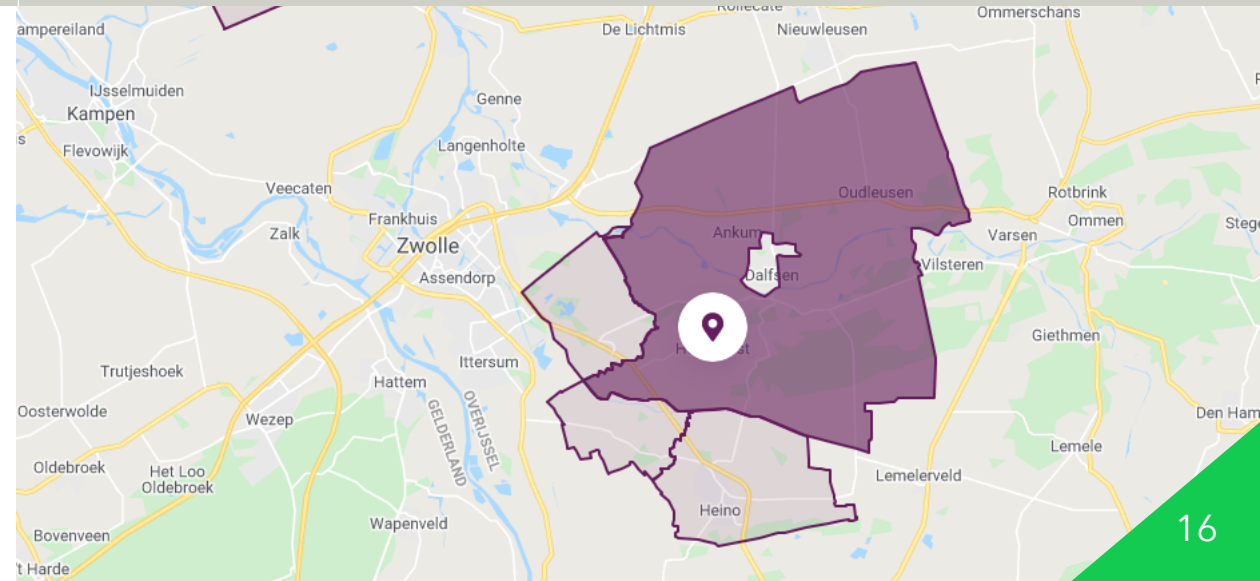 Rollecate
Ommerschans
ampereiland
De Lichtmis
Nieuwleusen
IJsselmuiden
Genne
Kampen
s
Langenholte
Flevowijk
Veecaten
Oudleusen
Rotbrink
Frankhuis
Ommen
Zalk
Ankum
Varsen
Stege
Zwolle
Vilsteren
Assendorp
Dalfsen
Giethmen
Ittersum
Trutjeshoek
Hattem
Oosterwolde
GELDERLAND
OVERIJSSEL
Wezep
Den Ham
Lemele
Oldebroek
Het Loo
Oldebroek
Lemelerveld
Heino
Wapenveld
Bovenveen
't Harde
16